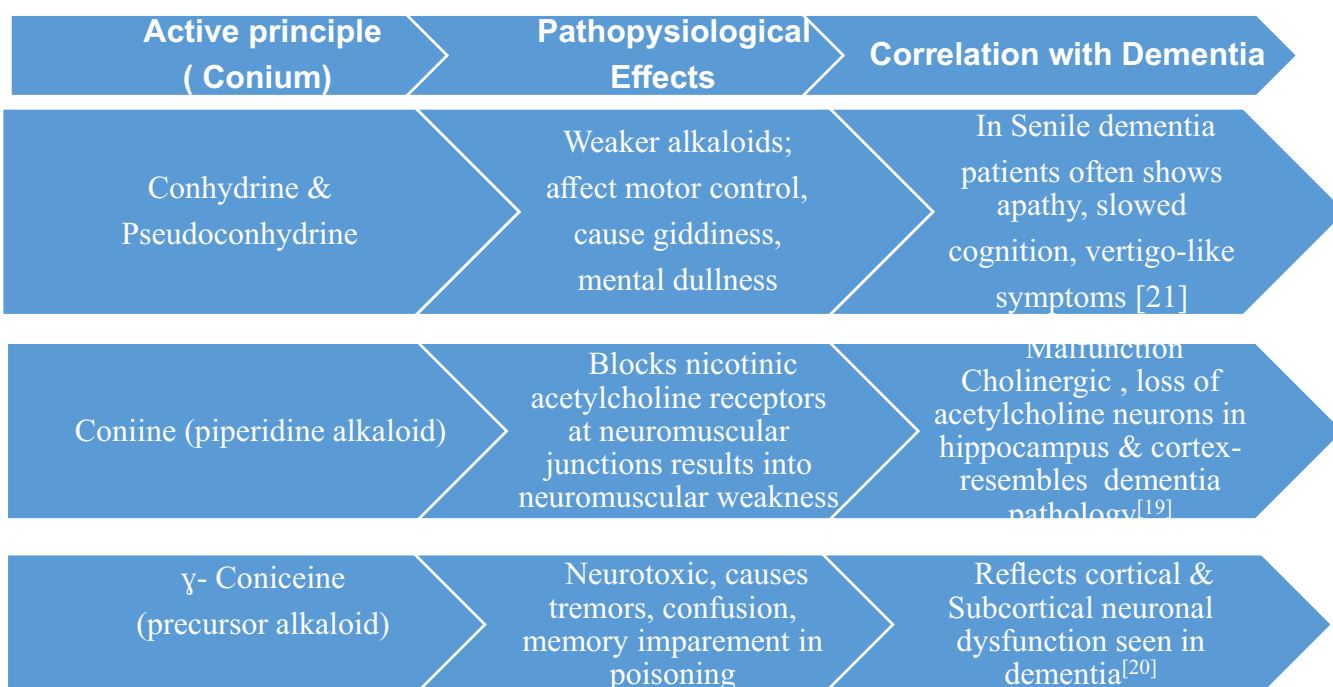 Active principle
( Conium)
Pathopysiological
Effects
Correlation with Dementia
Conhydrine &
Pseudoconhydrine
Weaker alkaloids;
affect motor control,
cause giddiness,
mental dullness
In Senile dementia
patients often shows
apathy, slowed
cognition, vertigo-like
symptoms [21]
Coniine (piperidine alkaloid)
Blocks nicotinic
acetylcholine receptors
at neuromuscular
junctions results into
neuromuscular weakness
Malfunction
Cholinergic , loss of
acetylcholine neurons in
hippocampus & cortex-
resembles dementia
pathology[19]
ɣ- Coniceine
(precursor alkaloid)
Neurotoxic, causes
tremors, confusion,
memory imparement in
poisoning
Reflects cortical &
Subcortical neuronal
dysfunction seen in
dementia[20]